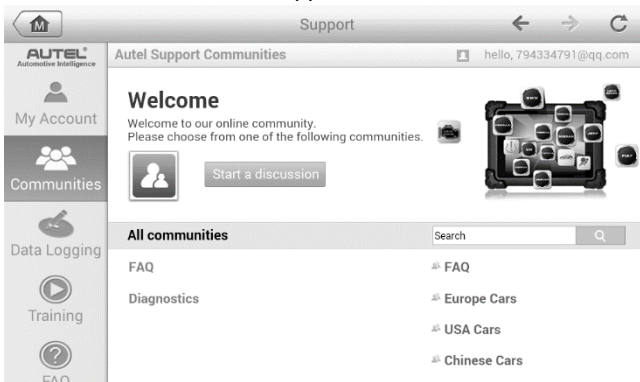 Support
AUTEL
Automotive Intelligence
Autel Support Communities
hello, 794334791@qq.com
My Account
Communities
Data Logging
Training
FAQ
Welcome
Welcome to our online community.
Please choose from one of the following communities.
Start a discussion
All communities
Search
FAQ
FAQ
Diagnostics
Europe Cars
USA Cars
Chinese Cars